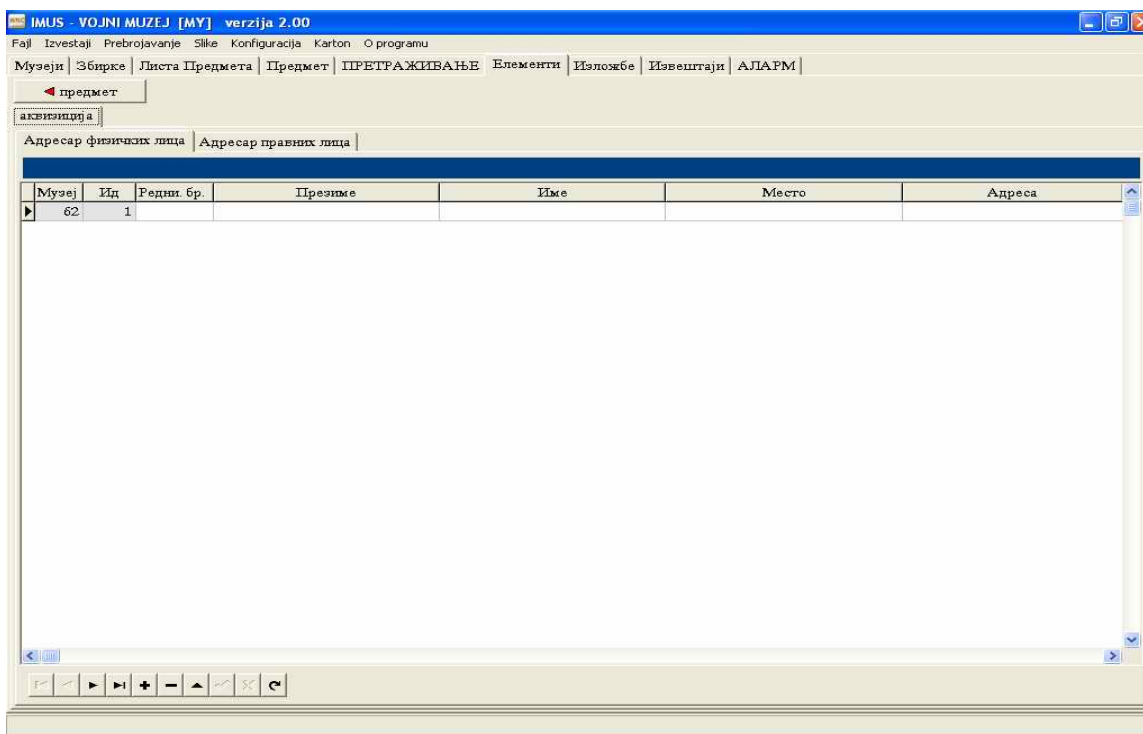 IMUS - VOJNI MUZEJ [MY] verzija 2.00
Fajl Izvestaji Prebrojavanje Slike Konfiguracija Karton O programu
Музеји Збирке Листа Предмета Предмет ПРЕТРАЖИВАЊЕ Елементи Изложбе Извештаји АЛАРМ
предмет
аквизиција
Адресар физичких лица Адресар правних лица
Музеј Ид Редни. бр. Презиме Име Место Адреса
62 1